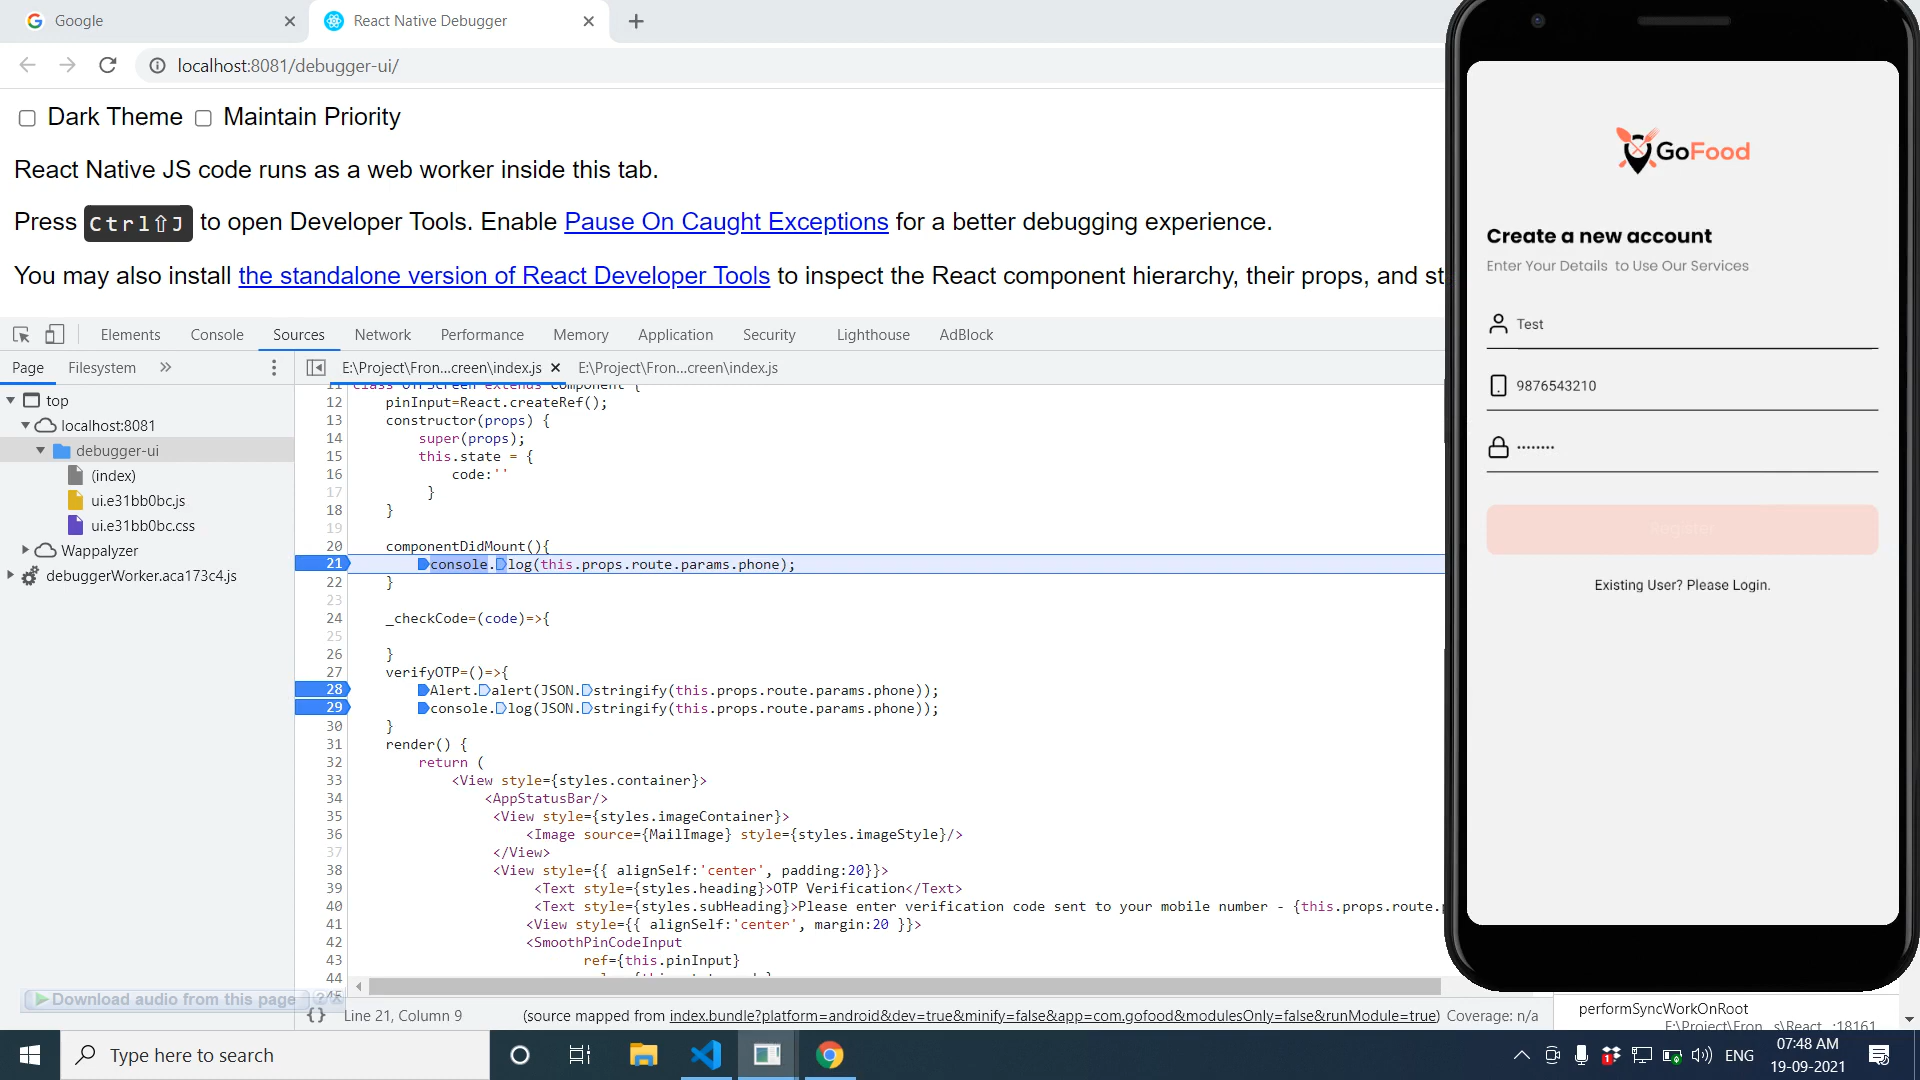 Google
React Native Debugger
localhost:8081/debugger-ui/
Dark Theme
Maintain Priority
React Native JS code runs as a web worker inside this tab.
Press Ctrl⇧J to open Developer Tools. Enable Pause On Caught Exceptions for a better debugging experience.
You may also install the standalone version of React Developer Tools to inspect the React component hierarchy, their props, and st
Elements
Console
Sources
Network
Performance
Memory
Application
Security
Lighthouse
AdBlock
Page
Filesystem
»
E:\Project\Fron...creen\index.js
E:\Project\Fron...creen\index.js
top
localhost:8081
debugger-ui
(index)
ui.e31bb0bc.js
ui.e31bb0bc.css
Wappalyzer
debuggerWorker.aca173c4.js
11 class OTPScreen extends Component {
12 pinInput=React.createRef();
13 constructor(props) {
14 super(props);
15 this.state = {
16 code:''
17 }
18 }
19
20 componentDidMount(){
21 console.log(this.props.route.params.phone);
22 }
23
24 _checkCode=(code)=>{
25
26 }
27 verifyOTP=()=>{
28 Alert.alert(JSON.stringify(this.props.route.params.phone));
29 console.log(JSON.stringify(this.props.route.params.phone));
30 }
31 render() {
32 return (
33 <View style={styles.container}>
34 <AppStatusBar/>
35 <View style={styles.imageContainer}>
36 <Image source={MailImage} style={styles.imageStyle}/>
37 </View>
38 <View style={{ alignSelf:'center', padding:20}}>
39 <Text style={styles.heading}>OTP Verification</Text>
40 <Text style={styles.subHeading}>Please enter verification code sent to your mobile number - {this.props.route.p
41 <View style={{ alignSelf:'center', margin:20 }}>
42 <SmoothPinCodeInput
43 ref={this.pinInput}
44
45
Download audio from this page
? X
{} Line 21, Column 9
(source mapped from index.bundle?platform=android&dev=true&minify=false&app=com.gofood&modulesOnly=false&runModule=true) Coverage: n/a
performSyncWorkOnRoot
E:\Project\Fron...s\React...:18161
GoFood
Create a new account
Enter Your Details to Use Our Services
Test
9876543210
••••••••
Register
Existing User? Please Login.
Type here to search
ENG
07:48 AM
19-09-2021